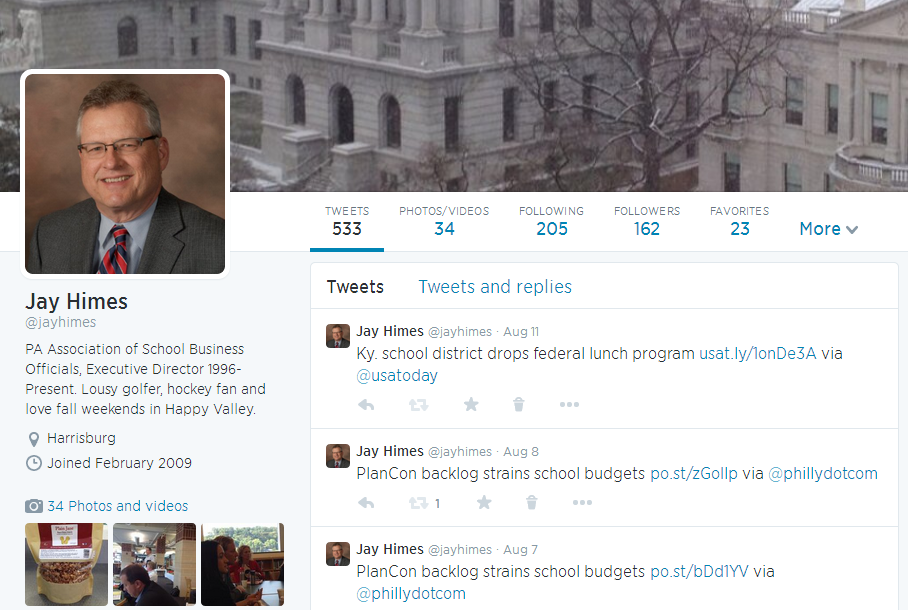 TWEETS PHOTOS/VIDEOS FOLLOWING FOLLOWERS FAVORITES
533 34 205 162 23 More
Jay Himes
@jayhimes
PA Association of School Business
Officials, Executive Director 1996-
Present. Lousy golfer, hockey fan and
love fall weekends in Happy Valley.
Harrisburg
Joined February 2009
34 Photos and videos
Tweets Tweets and replies
Jay Himes @jayhimes · Aug 11
Ky. school district drops federal lunch program usat.ly/1onDe3A via
@usatoday
Jay Himes @jayhimes · Aug 8
PlanCon backlog strains school budgets via @phillydotcom
1
Jay Himes @jayhimes · Aug 7
PlanCon backlog strains school budgets po.st/bDd1YV via
@phillydotcom